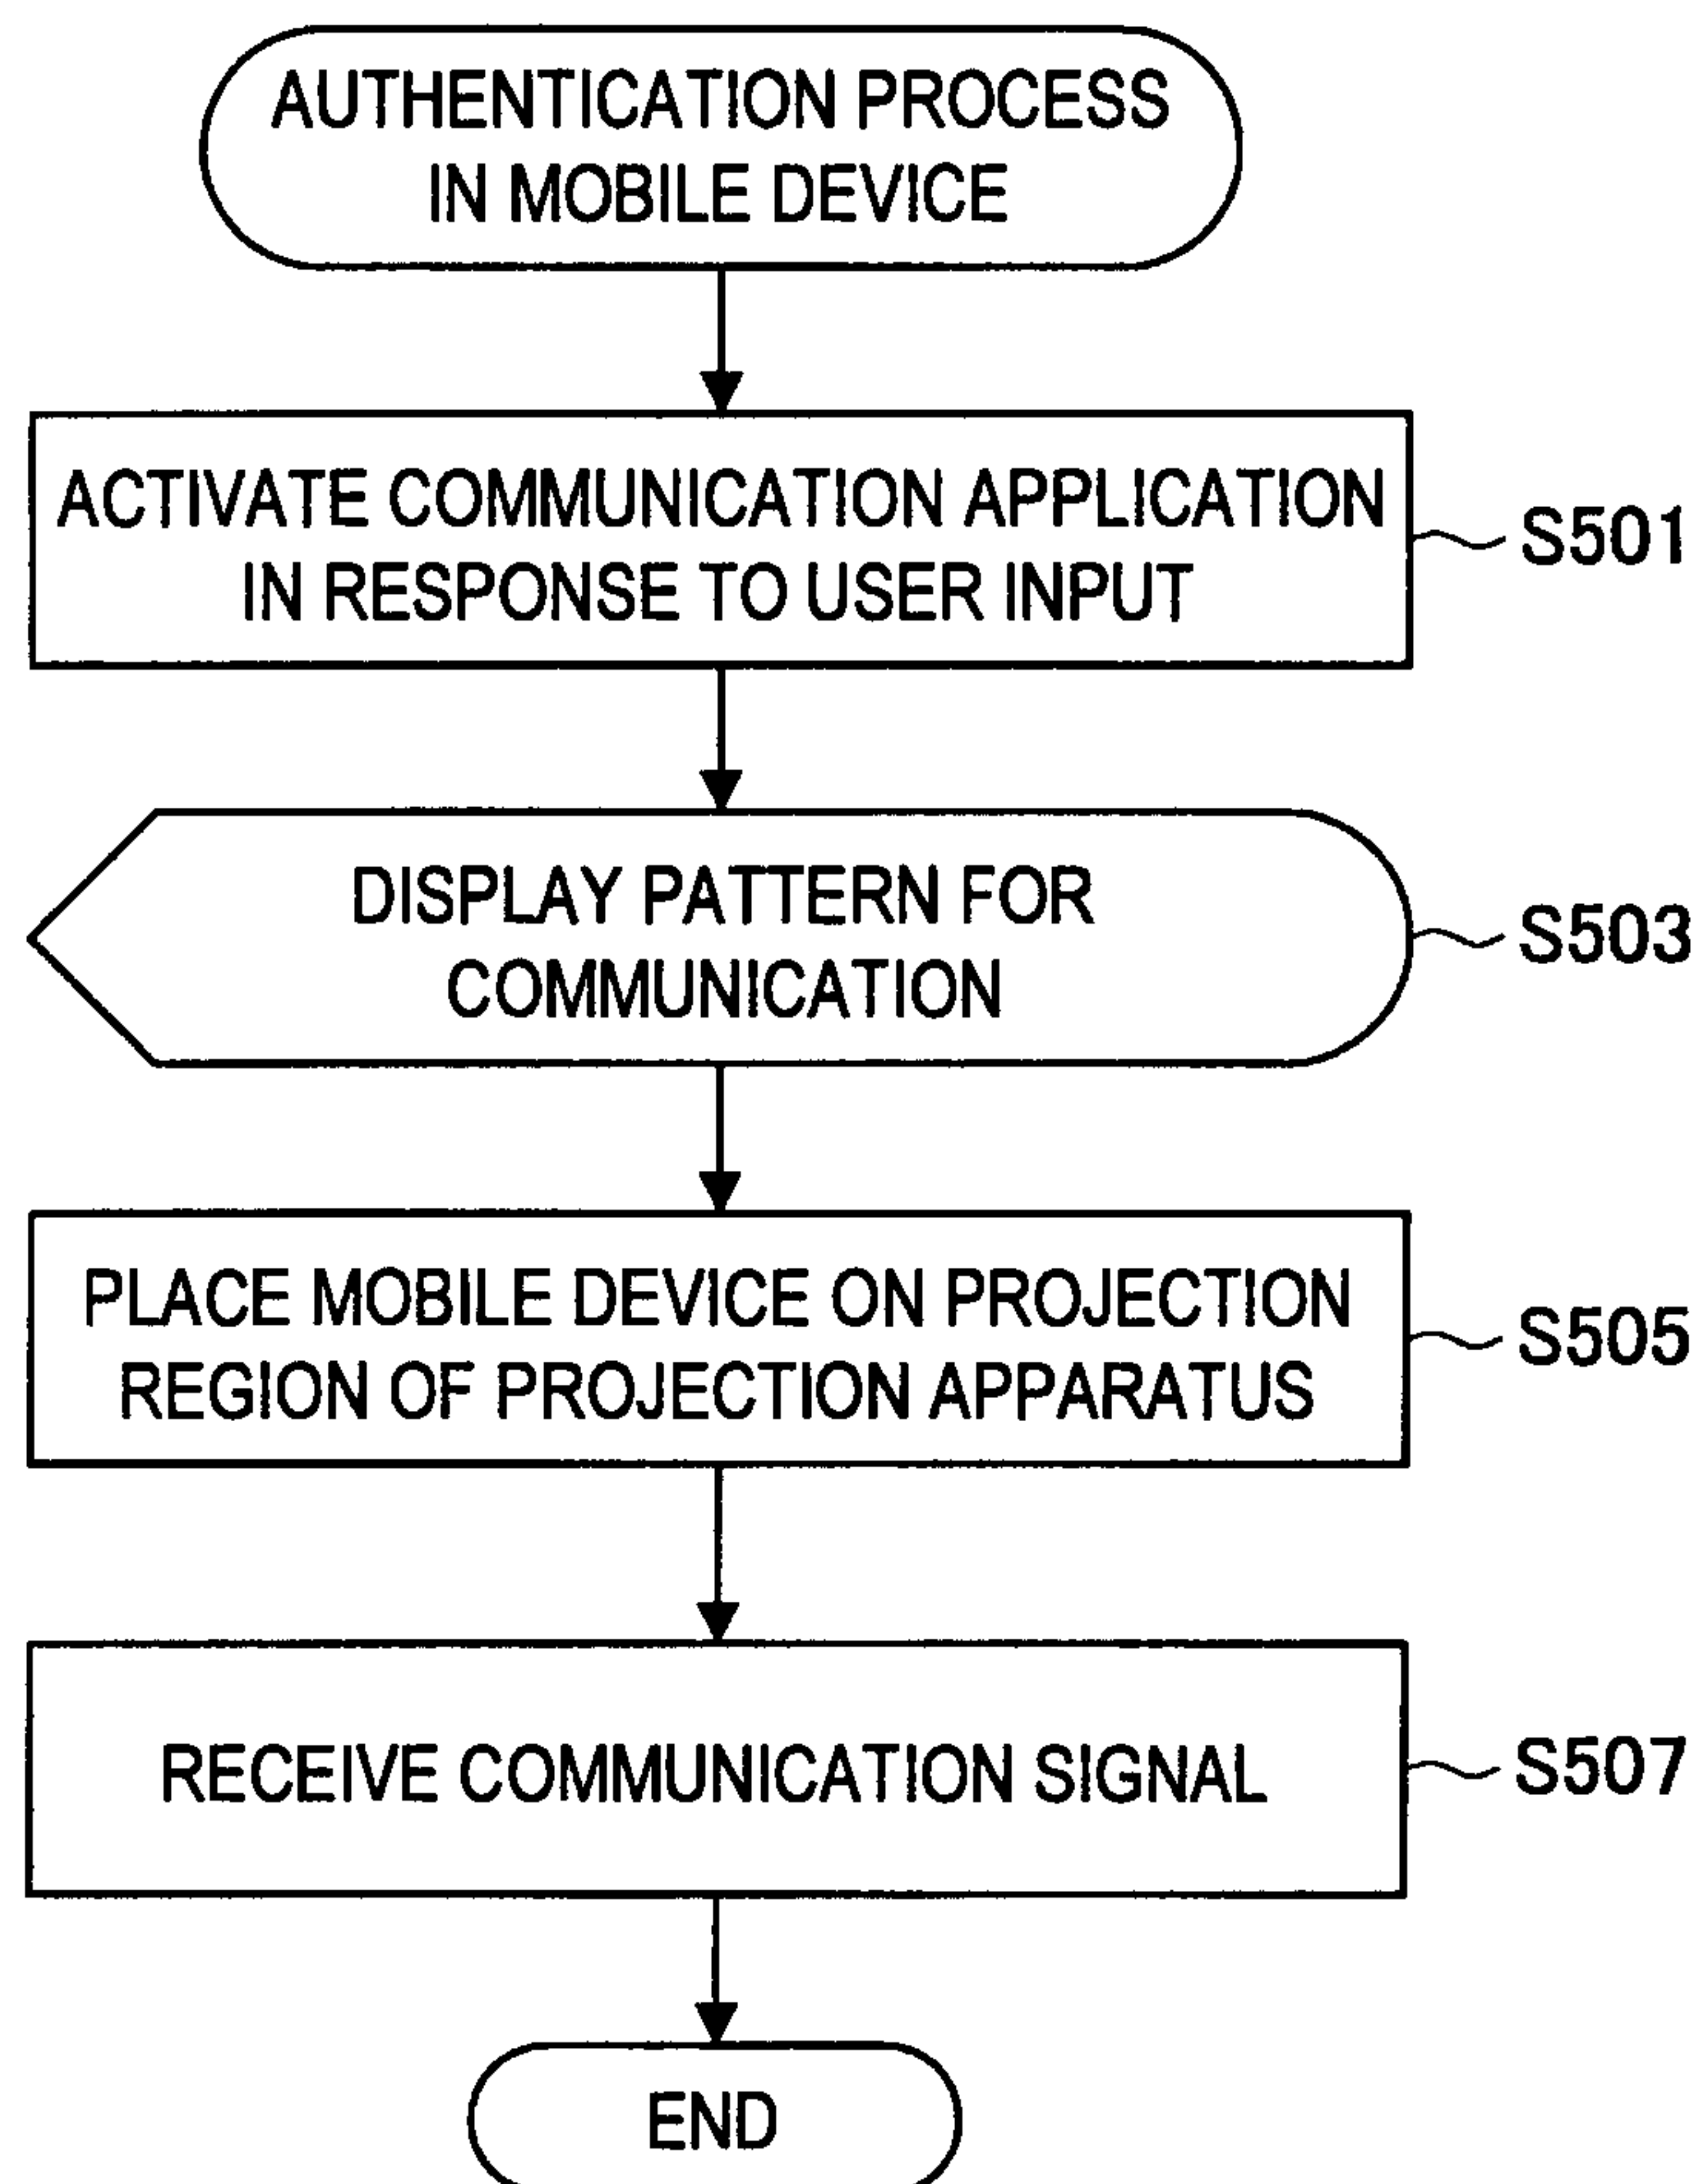 AUTHENTICATION PROCESS
IN MOBILE DEVICE
ACTIVATE COMMUNICATION APPLICATION
IN RESPONSE TO USER INPUT
S501
DISPLAY PATTERN FOR
COMMUNICATION
S503
PLACE MOBILE DEVICE ON PROJECTION
REGION OF PROJECTION APPARATUS
S505
RECEIVE COMMUNICATION SIGNAL
S507
END